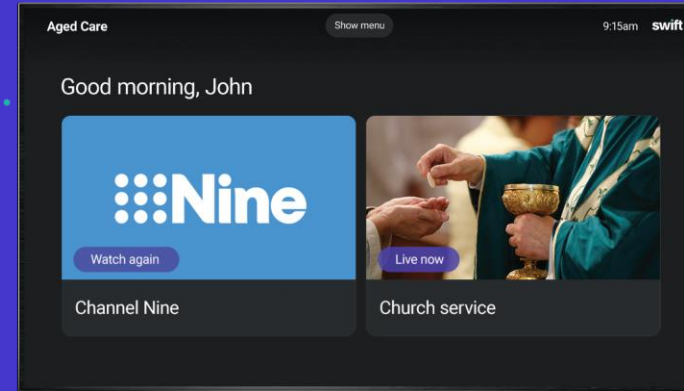 Aged Care
Show menu
9:15am
swift
Good morning, John
Nine
Watch again
Live now
Channel Nine
Church service